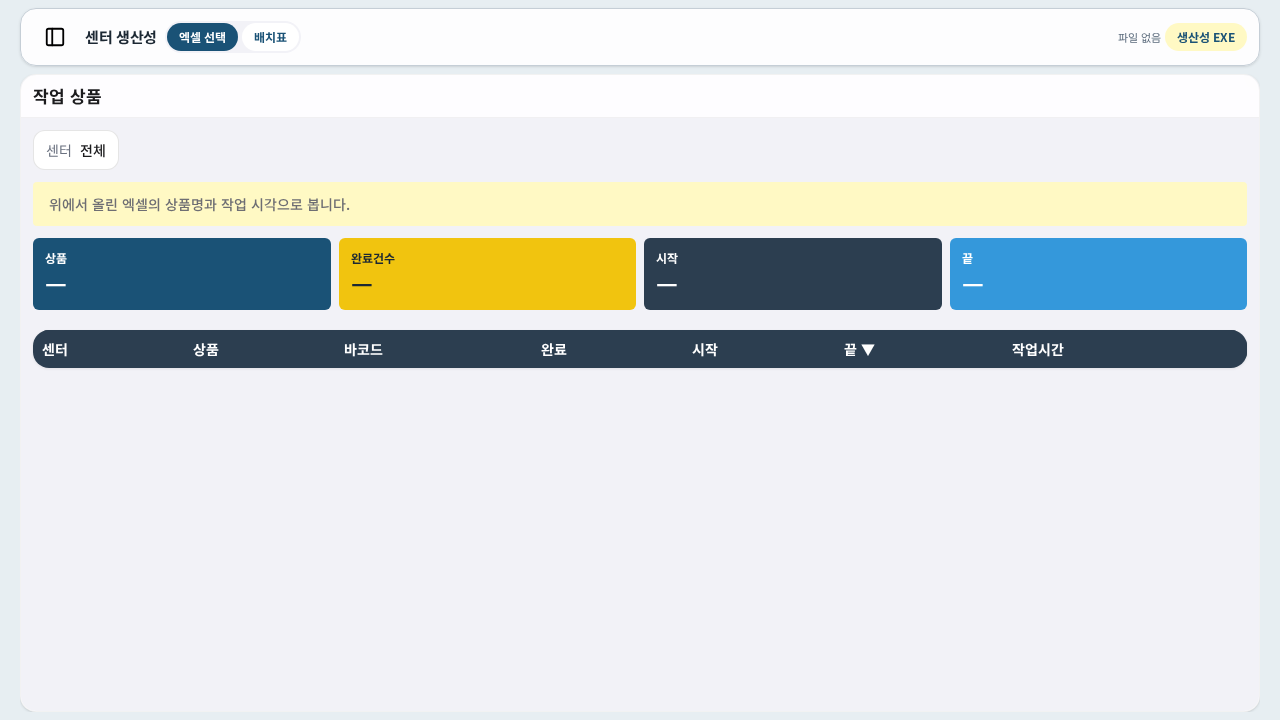 센터 생산성 엑셀 선택 배치표 파일 없음 생산성 EXE
작업 상품
센터 전체
위에서 올린 엑셀의 상품명과 작업 시각으로 봅니다.
상품 완료건수 시작 끝
— — — —
센터 상품 바코드 완료 시작 끝 ▼ 작업시간